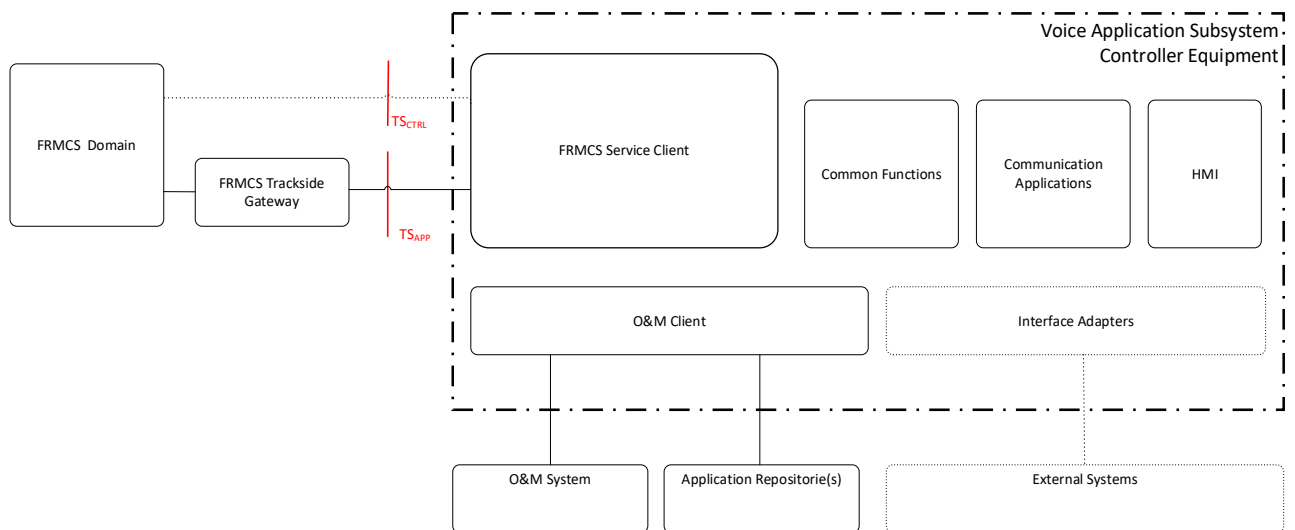 Voice Application Subsystem
Controller Equipment
FRMCS Domain
TSCTRL
FRMCS Service Client
FRMCS Trackside
Gateway
TSAPP
Common Functions
Communication
Applications
HMI
O&M Client
Interface Adapters
O&M System
Application Repositorie(s)
External Systems